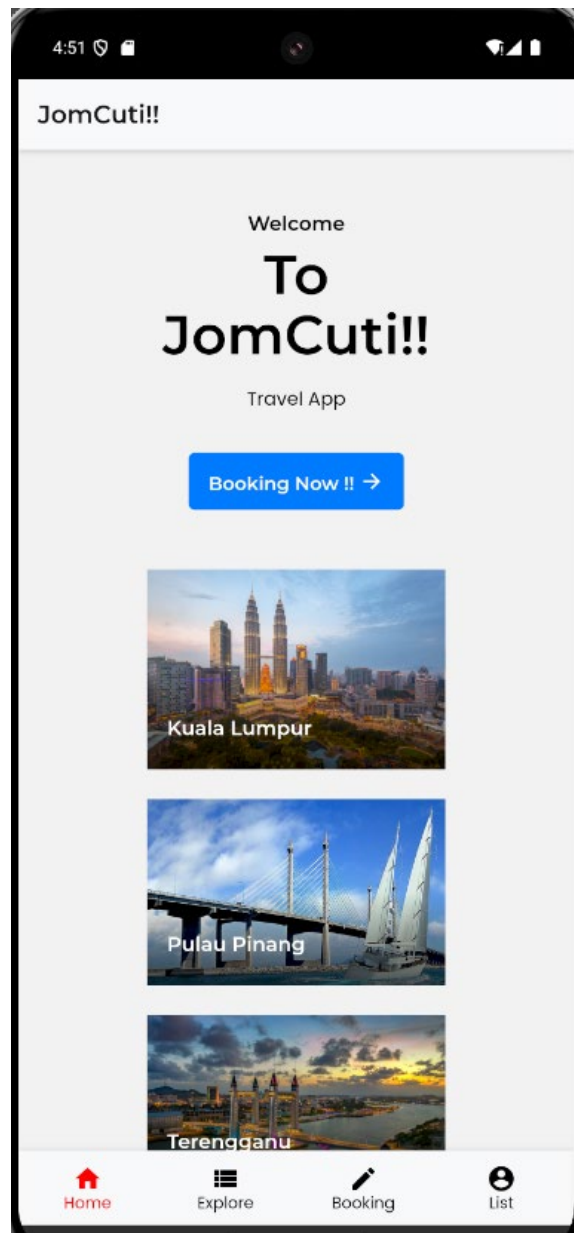 4:51
JomCuti!!
Welcome
To
JomCuti!!
Travel App
Booking Now !! →
Kuala Lumpur
Pulau Pinang
Terengganu
Home
Explore
Booking
List